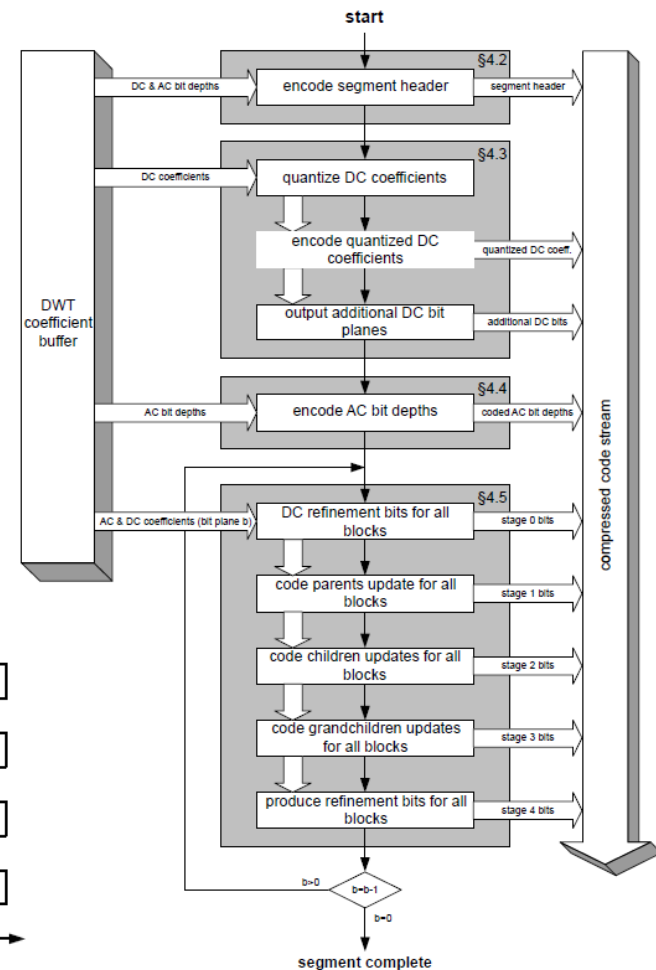 start
§4.2
DC & AC bit depths
encode segment header
segment header
§4.3
DC coefficients
quantize DC coefficients
encode quantized DC
coefficients
quantized DC coeff.
DWT
coefficient
buffer
output additional DC bit
planes
additional DC bits
§4.4
AC bit depths
encode AC bit depths
coded AC bit depths
compressed code stream
§4.5
AC & DC coefficients (bit plane b)
DC refinement bits for all
blocks
stage 0 bits
code parents update for all
blocks
stage 1 bits
code children updates for all
blocks
stage 2 bits
code grandchildren updates
for all blocks
stage 3 bits
produce refinement bits for all
blocks
stage 4 bits
b>0
b=b-1
b=0
segment complete